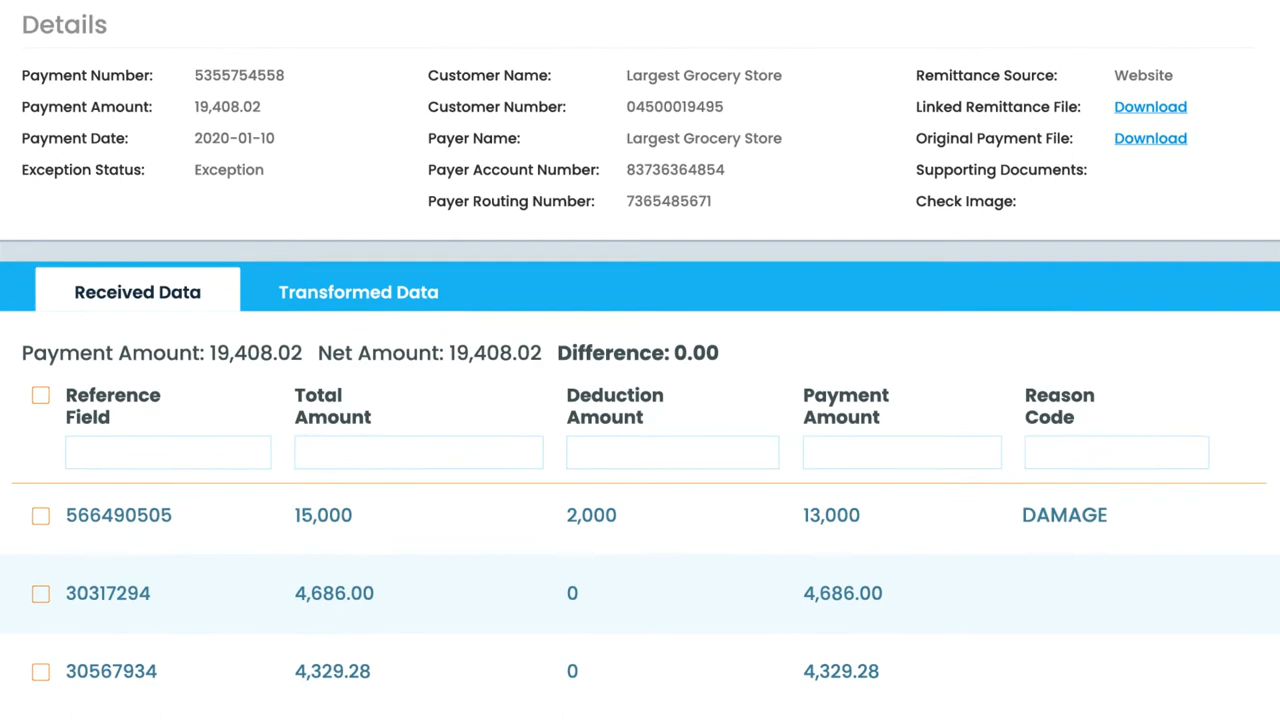 Details
Payment Number: 5355754558 Customer Name: Largest Grocery Store Remittance Source: Website
Payment Amount: 19,408.02 Customer Number: 04500019495 Linked Remittance File: Download
Payment Date: 2020-01-10 Payer Name: Largest Grocery Store Original Payment File: Download
Exception Status: Exception Payer Account Number: 83736364854 Supporting Documents:
Payer Routing Number: 7365485671 Check Image:
Received Data Transformed Data
Payment Amount: 19,408.02 Net Amount: 19,408.02 Difference: 0.00
Reference Field Total Amount Deduction Amount Payment Amount Reason Code
566490505 15,000 2,000 13,000 DAMAGE
30317294 4,686.00 0 4,686.00
30567934 4,329.28 0 4,329.28